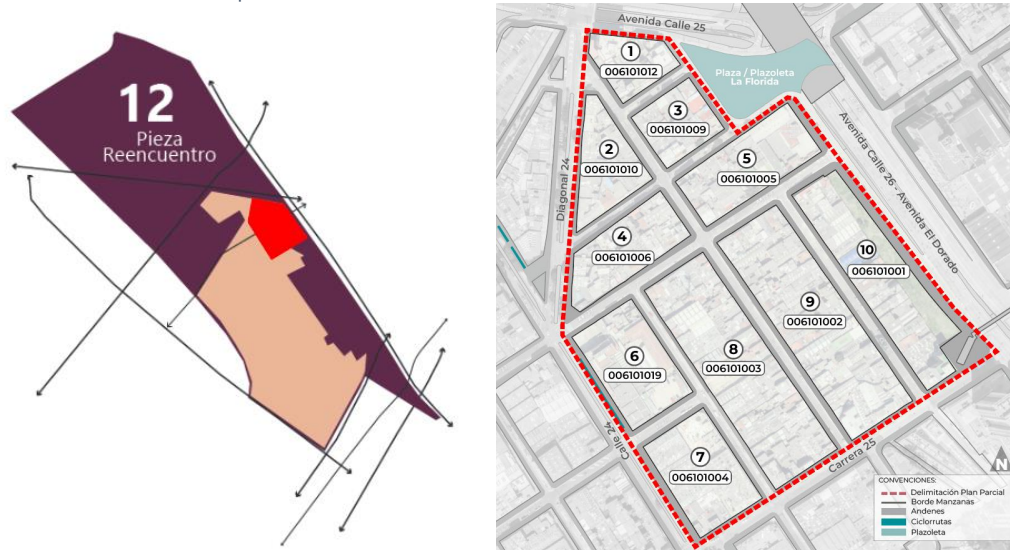 12
Pieza
Reencuentro
Avenida Calle 25
1
006101012
Plaza / Plazoleta
La Florida
3
006101009
2
006101010
5
006101005
Diagonal 24
Avenida Calle 26 - Avenida El Dorado
4
006101006
10
006101001
9
006101002
6
006101019
8
006101003
7
006101004
Calle 24
Carrera 25
N
CONVENCIONES:
Delimitación Plan Parcial
Borde Manzanas
Andenes
Ciclorrutas
Plazoleta